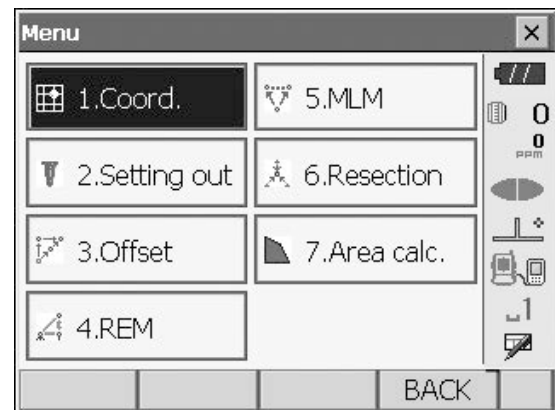 Menu
1.Coord.
2.Setting out
3.Offset
4.REM
5.MLM
6.Resection
7.Area calc.
0
0
PPM
1
BACK